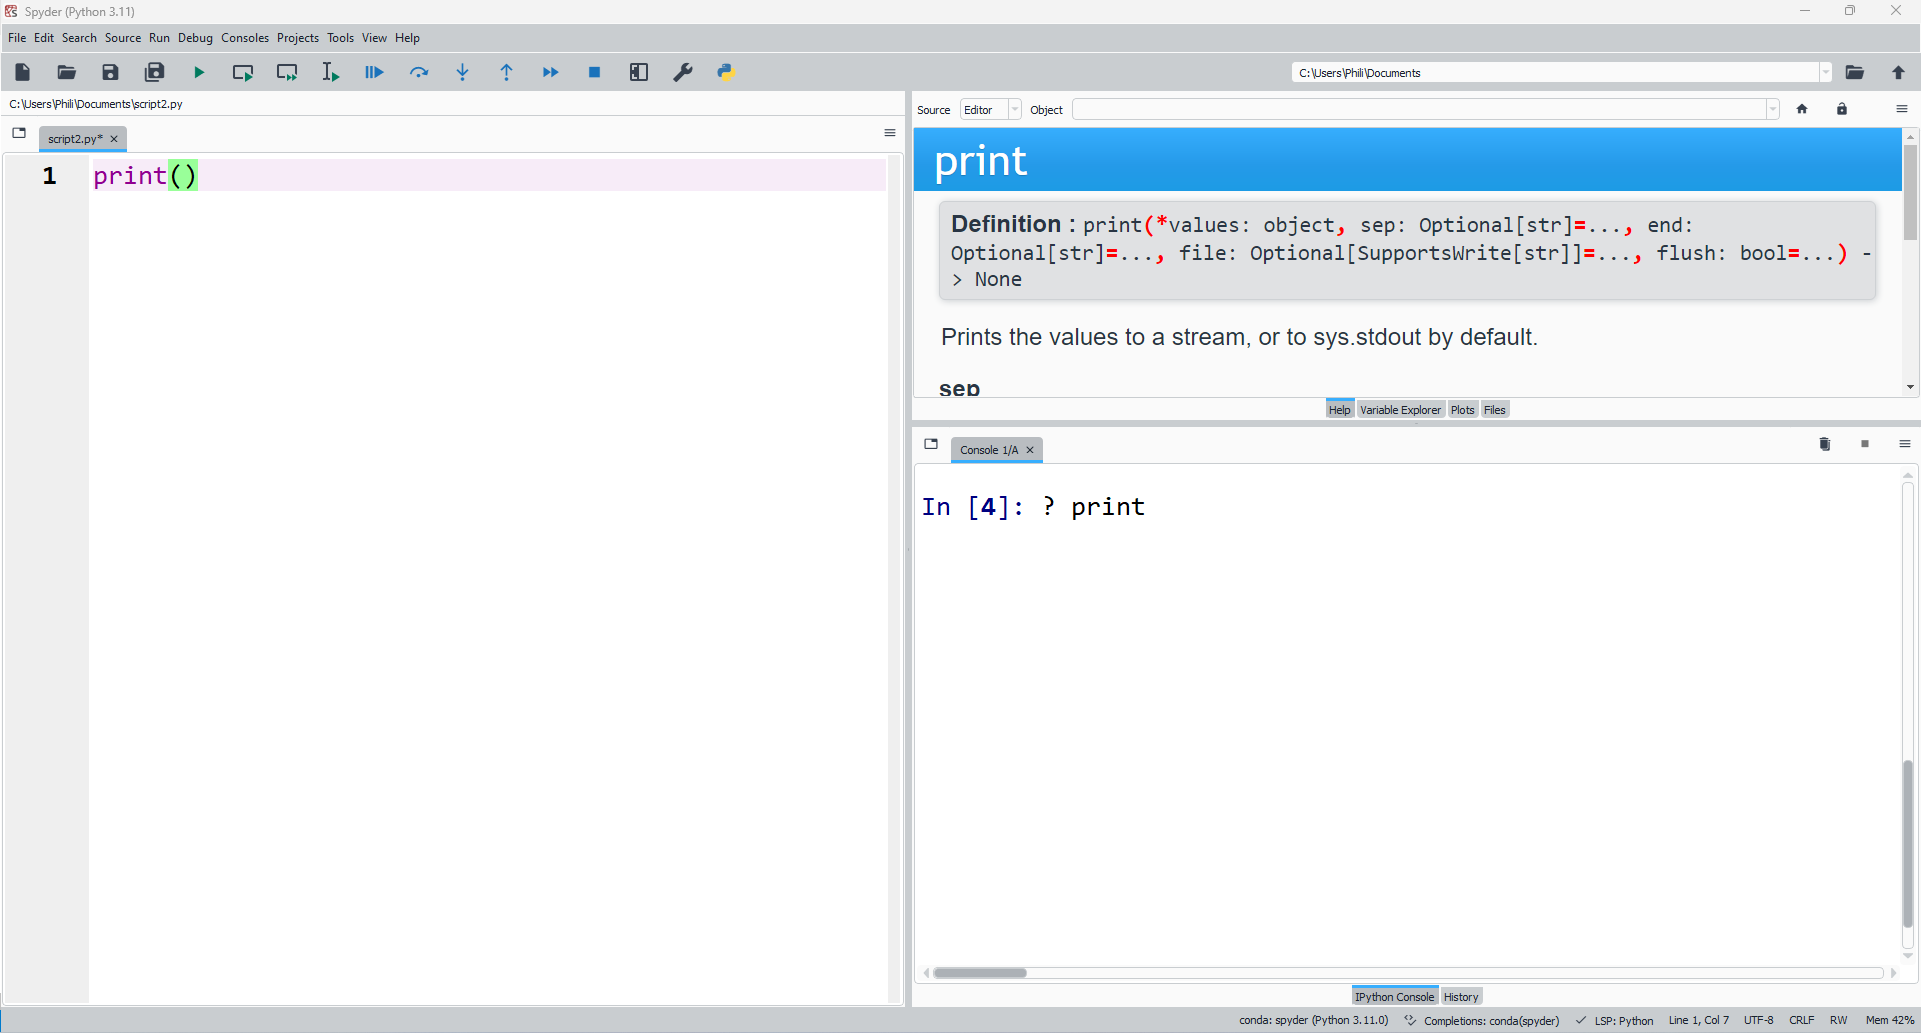 Spyder (Python 3.11)
File Edit Search Source Run Debug Consoles Projects Tools View Help
C:\Users\Phili\Documents
C:\Users\Phili\Documents\script2.py
script2.py*
1 print()
Source Editor Object
print
Definition : print(*values: object, sep: Optional[str]=..., end:
Optional[str]=..., file: Optional[SupportsWrite[str]]=..., flush: bool=...) -
> None
Prints the values to a stream, or to sys.stdout by default.
sep
Help Variable Explorer Plots Files
Console 1/A
In [4]: ? print
IPython Console History
conda: spyder (Python 3.11.0) Completions: conda(spyder) LSP: Python Line 1, Col 7 UTF-8 CRLF RW Mem 42%